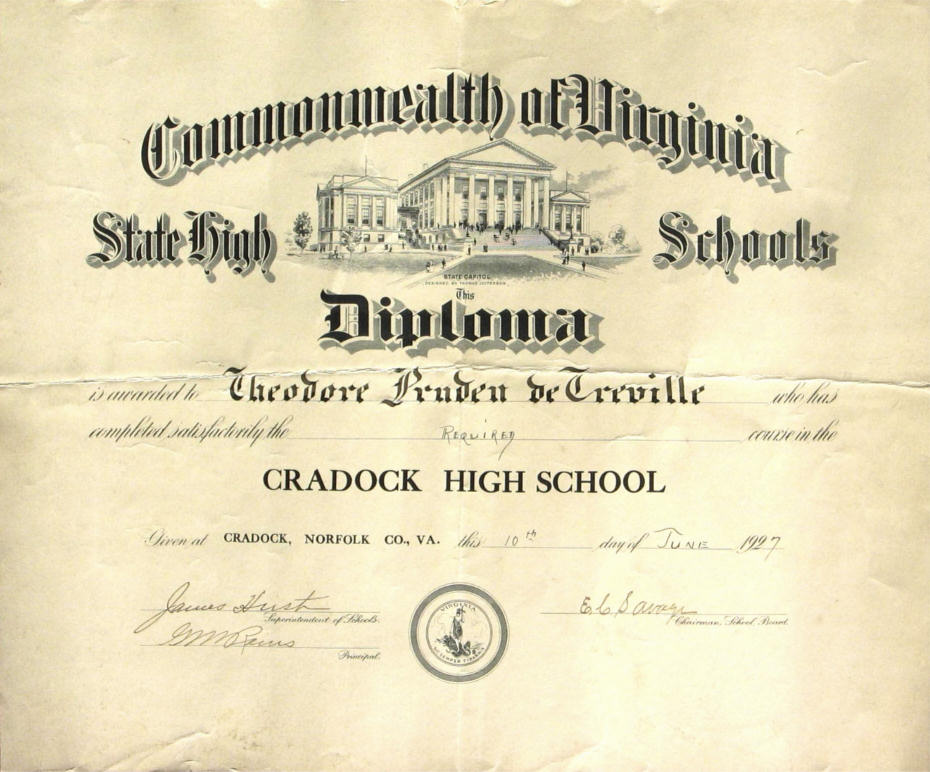 Commonwealth of Virginia
State High Schools
STATE CAPITOL
DESIGNED BY THOMAS JEFFERSON
This
Diploma
is awarded to Theodore Pruden deTreville who has
completed satisfactorily the REQUIRED course in the
CRADOCK HIGH SCHOOL
Given at CRADOCK, NORFOLK CO., VA. this 10th day of JUNE 1927
James Hurst
Superintendent of Schools.
E C Savage
Chairman, School Board.
Principal.
VIRGINIA
SIC SEMPER TYRANNIS